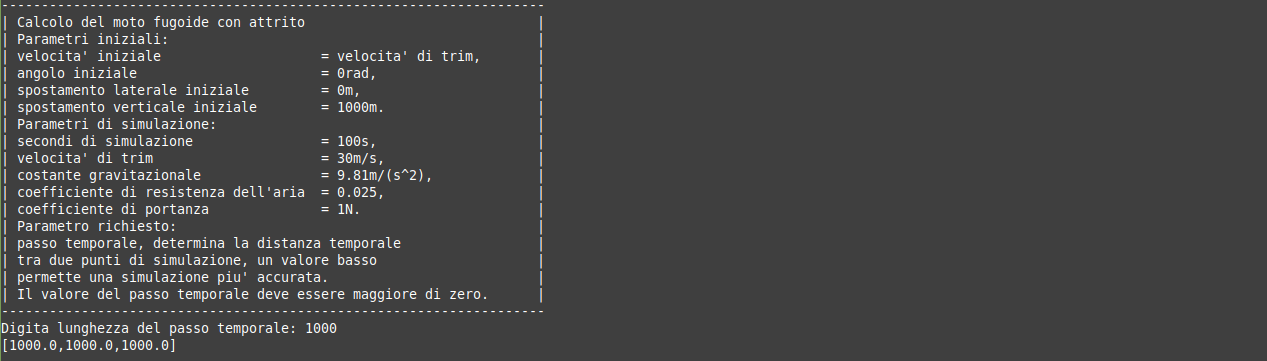 --------------------------------------------------------------------
| Calcolo del moto fugoide con attrito |
| Parametri iniziali: |
| velocita' iniziale = velocita' di trim, |
| angolo iniziale = 0rad, |
| spostamento laterale iniziale = 0m, |
| spostamento verticale iniziale = 1000m. |
| Parametri di simulazione: |
| secondi di simulazione = 100s, |
| velocita' di trim = 30m/s, |
| costante gravitazionale = 9.81m/(s^2), |
| coefficiente di resistenza dell'aria = 0.025, |
| coefficiente di portanza = 1N. |
| Parametro richiesto: |
| passo temporale, determina la distanza temporale |
| tra due punti di simulazione, un valore basso |
| permette una simulazione piu' accurata. |
| Il valore del passo temporale deve essere maggiore di zero. |
--------------------------------------------------------------------
Digita lunghezza del passo temporale: 1000
[1000.0,1000.0,1000.0]